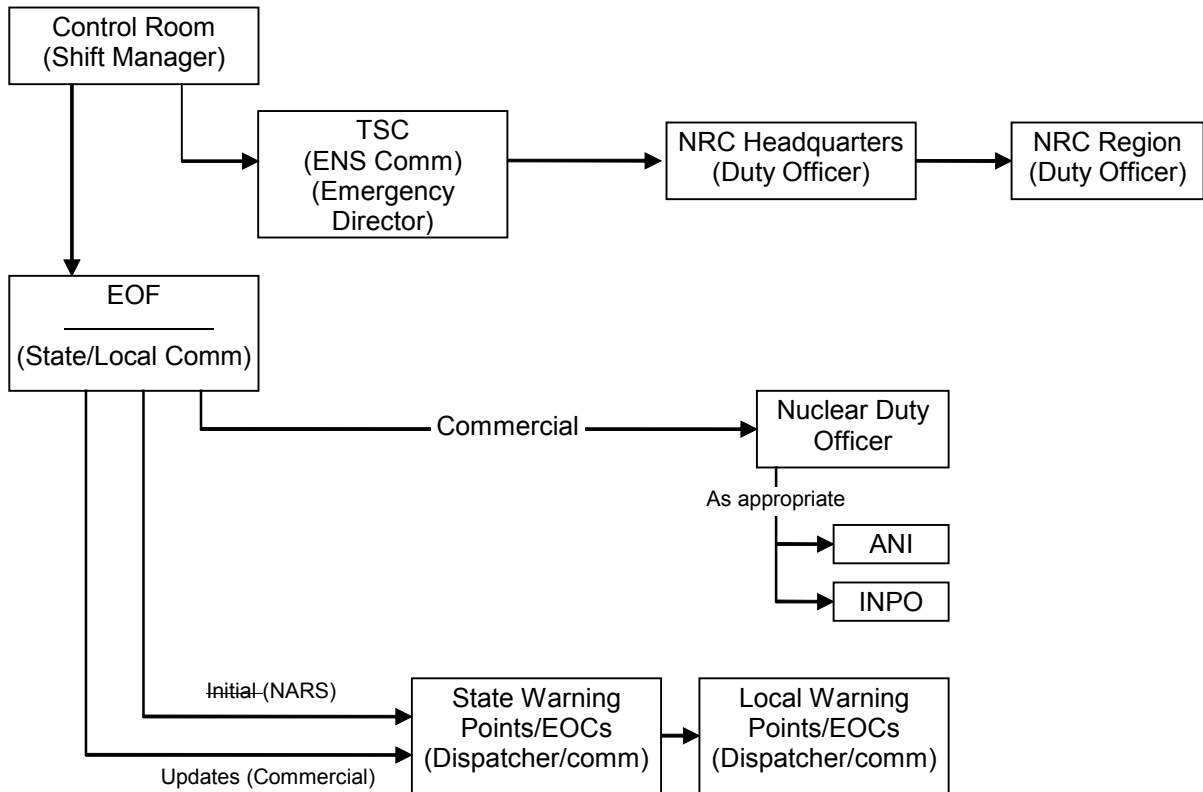 Control Room
(Shift Manager)
TSC
(ENS Comm)
(Emergency
Director)
NRC Headquarters
(Duty Officer)
NRC Region
(Duty Officer)
EOF
(State/Local Comm)
Commercial
Nuclear Duty
Officer
As appropriate
ANI
INPO
Initial (NARS)
State Warning
Points/EOCs
(Dispatcher/comm)
Local Warning
Points/EOCs
(Dispatcher/comm)
Updates (Commercial)